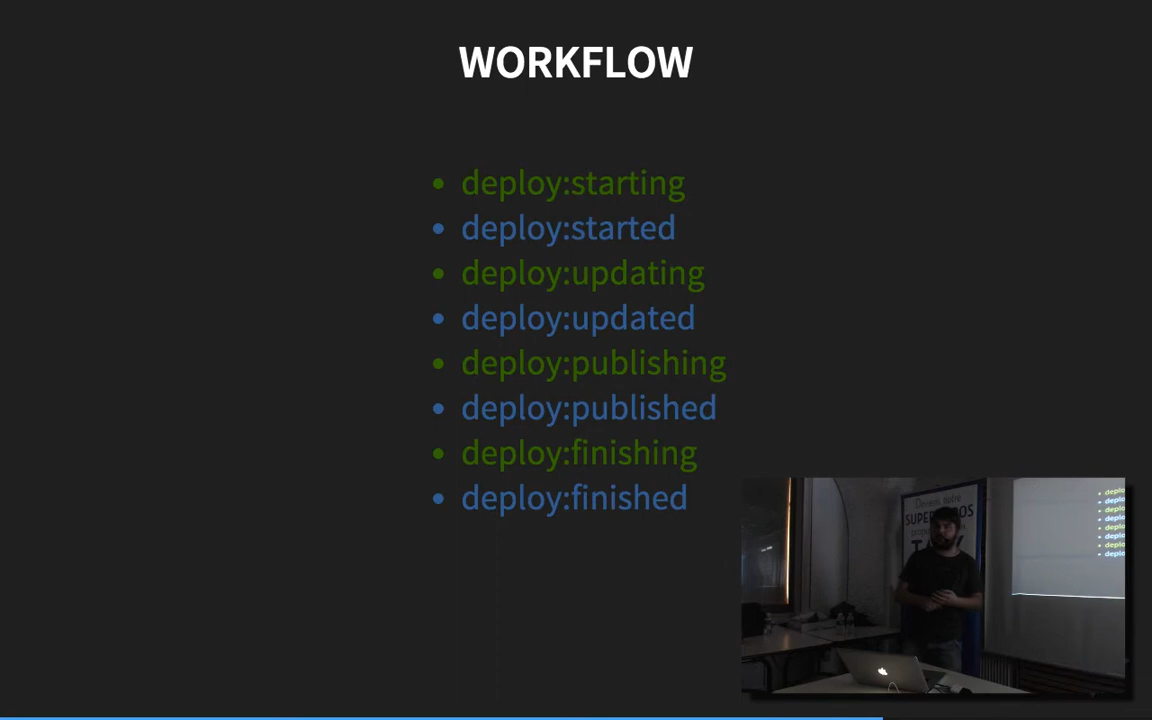 WORKFLOW
deploy:starting
deploy:started
deploy:updating
deploy:updated
deploy:publishing
deploy:published
deploy:finishing
deploy:finished